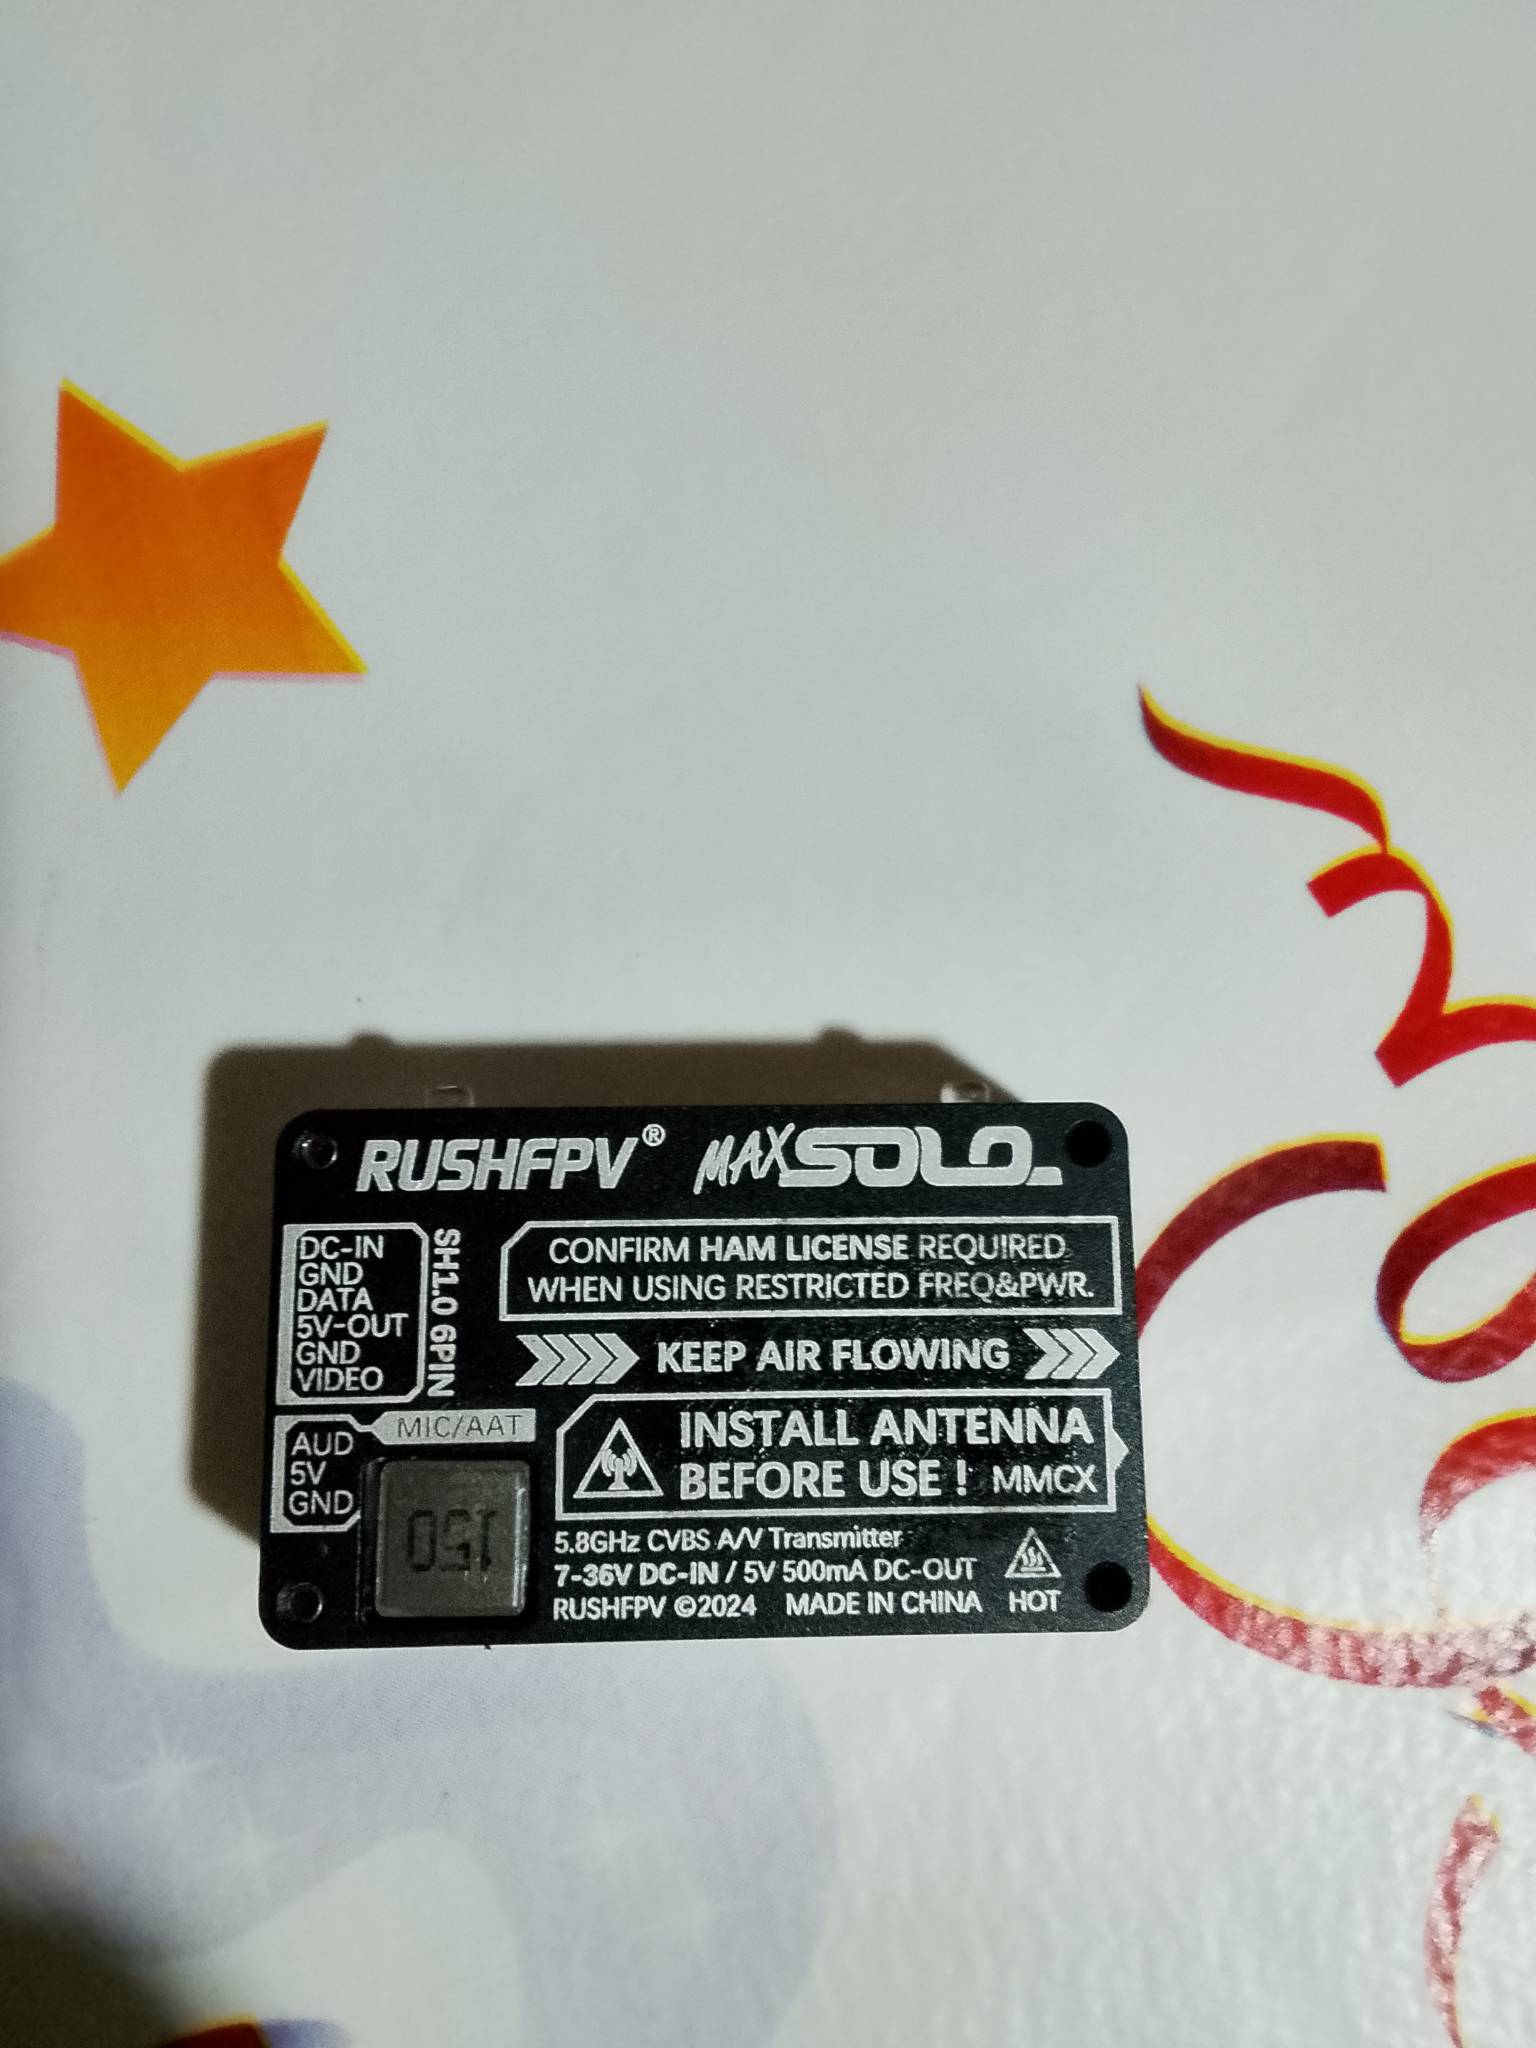 RUSHFPV® MAX SOLO
DC-IN
GND
DATA
5V-OUT
GND
VIDEO
SH1.0 6PIN
CONFIRM HAM LICENSE REQUIRED
WHEN USING RESTRICTED FREQ&PWR.
KEEP AIR FLOWING
MIC/AAT
AUD
5V
GND
150
INSTALL ANTENNA
BEFORE USE ! MMCX
5.8GHz CVBS A/V Transmitter
7-36V DC-IN / 5V 500mA DC-OUT
RUSHFPV ©2024 MADE IN CHINA
HOT